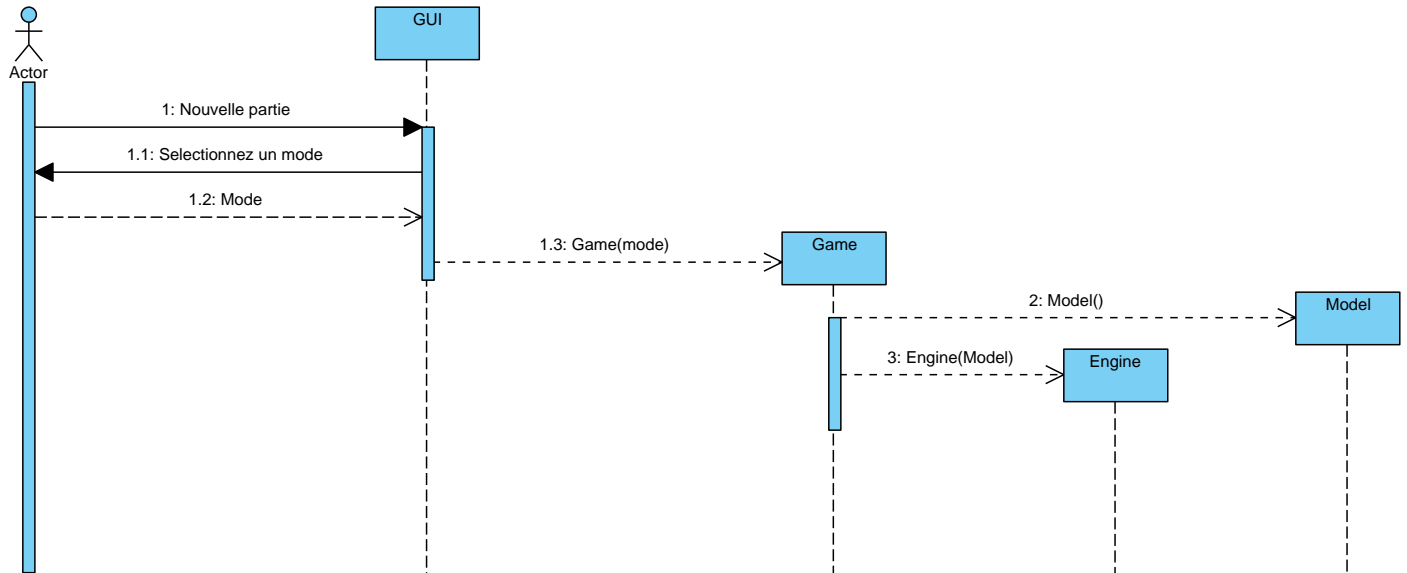 GUI
Actor
1: Nouvelle partie
1.1: Selectionnez un mode
1.2: Mode
1.3: Game(mode)
Game
2: Model()
Model
3: Engine(Model)
Engine